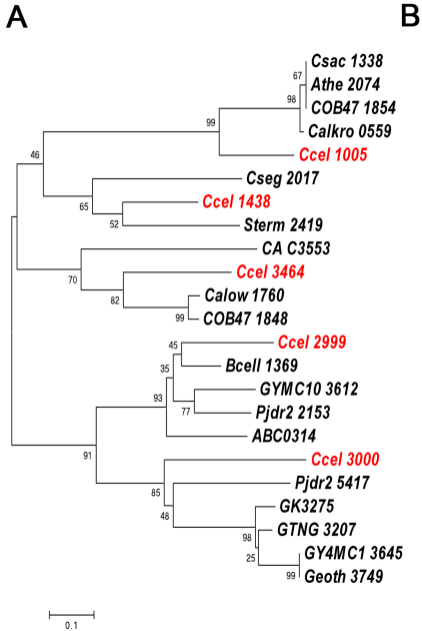 A B
Csac 1338
67
Athe 2074
98
COB47 1854
99
Calkro 0559
46
Ccel 1005
Cseg 2017
65
Ccel 1438
52
Sterm 2419
CA C3553
70
Ccel 3464
82
Calow 1760
99
COB47 1848
45
Ccel 2999
35
Bcell 1369
93
GYMC10 3612
77
Pjdr2 2153
ABC0314
91
Ccel 3000
85
Pjdr2 5417
48
GK3275
98
GTNG 3207
25
GY4MC1 3645
99
Geoth 3749
0.1